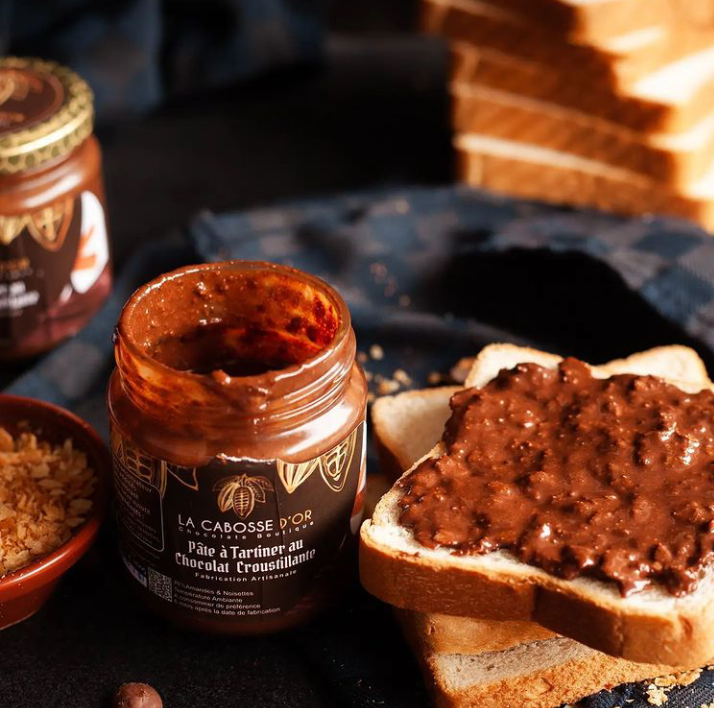 LA CABOSSE D'OR
Chocolate Boutique
Pâte à Tartiner au
Chocolat Croustillante
Fabrication Artisanale
Amandes & Noisettes
Température Ambiante
A consommer de préférence
après la date de fabrication
D'OR